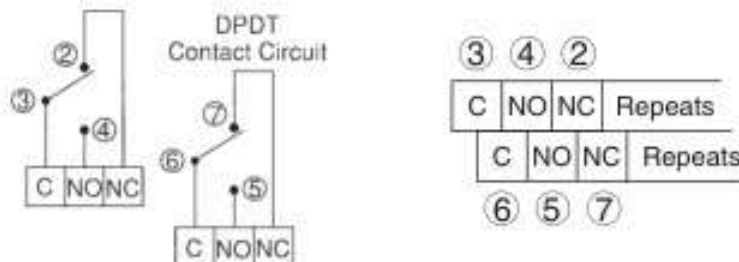 DPDT
Contact Circuit
②
③
④
C NO NC
⑦
⑥
⑤
C NO NC
③ ④ ②
C NO NC Repeats
C NO NC Repeats
⑥ ⑤ ⑦